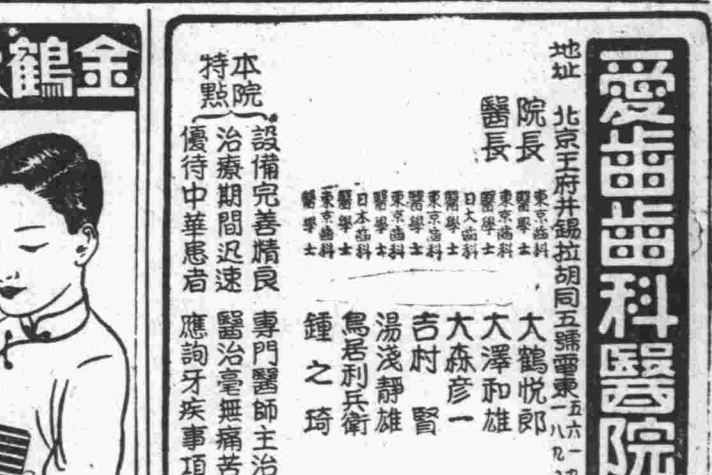 愛齒齒科醫院
地址 北京王府井錫拉胡同五號電東五六一八九
院長 東京齒科醫學士 大鶴悦郎
醫長 東京齒科醫學士 大澤和雄
日大齒科醫學士 大森彦一
東京齒科醫學士 吉村賢
東京齒科醫學士 湯淺靜雄
日本齒科醫學士 鳥居利兵衛
東京齒科醫學士 鍾之琦
本院特點
設備完善精良 專門醫師主治
治療期間迅速 醫治毫無痛苦
優待中華患者 應詢牙疾事項
金鶴